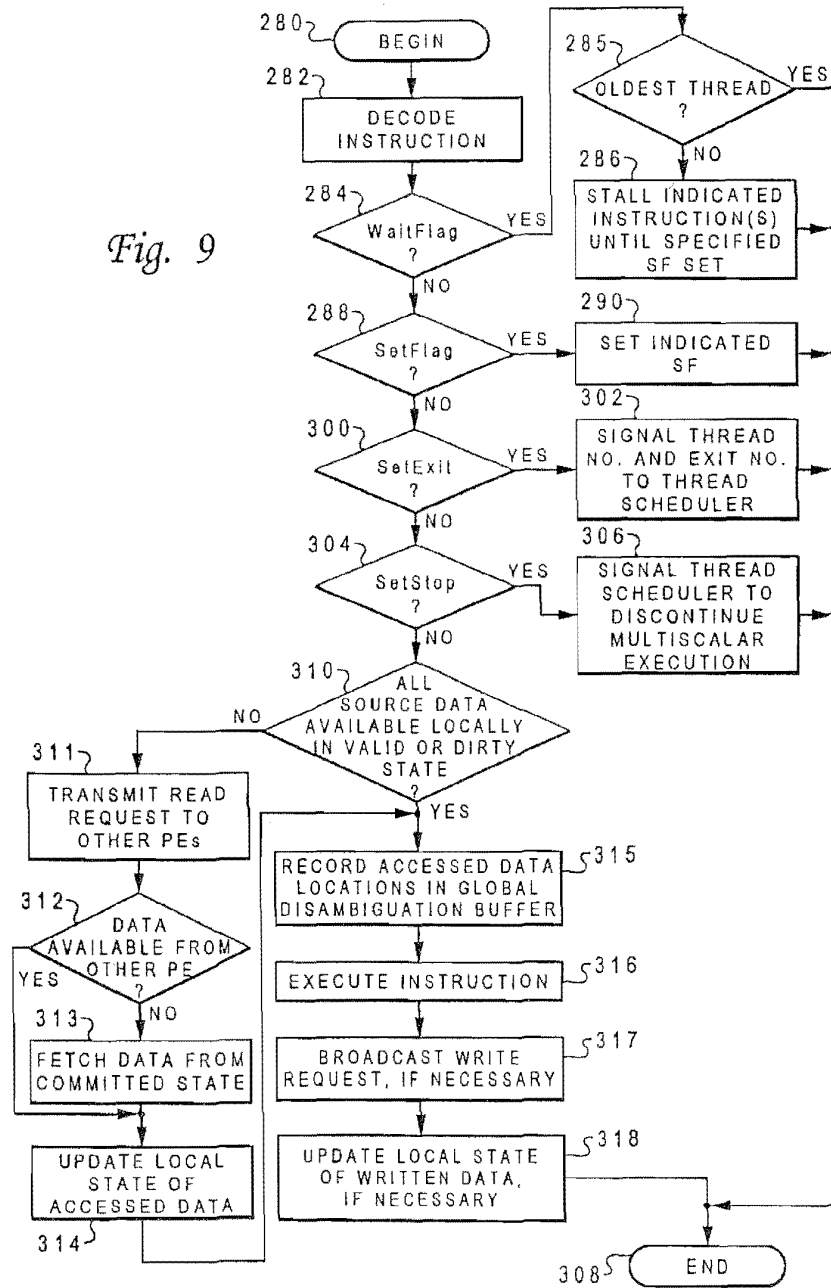 280
BEGIN
282
DECODE
INSTRUCTION
284
WaitFlag
?
YES
NO
285
OLDEST THREAD
?
YES
NO
286
STALL INDICATED
INSTRUCTION(S)
UNTIL SPECIFIED
SF SET
Fig. 9
288
SetFlag
?
YES
NO
290
SET INDICATED
SF
300
SetExit
?
YES
NO
302
SIGNAL THREAD
NO. AND EXIT NO.
TO THREAD
SCHEDULER
304
SetStop
?
YES
NO
306
SIGNAL THREAD
SCHEDULER TO
DISCONTINUE
MULTISCALAR
EXECUTION
310
ALL
SOURCE DATA
AVAILABLE LOCALLY
IN VALID OR DIRTY
STATE
?
NO
YES
311
TRANSMIT READ
REQUEST TO
OTHER PEs
312
DATA
AVAILABLE FROM
OTHER PE
?
YES
NO
313
FETCH DATA FROM
COMMITTED STATE
UPDATE LOCAL
STATE OF
ACCESSED DATA
314
RECORD ACCESSED DATA
LOCATIONS IN GLOBAL
DISAMBIGUATION BUFFER
315
EXECUTE INSTRUCTION
316
BROADCAST WRITE
REQUEST, IF NECESSARY
317
UPDATE LOCAL STATE
OF WRITTEN DATA,
IF NECESSARY
318
308
END